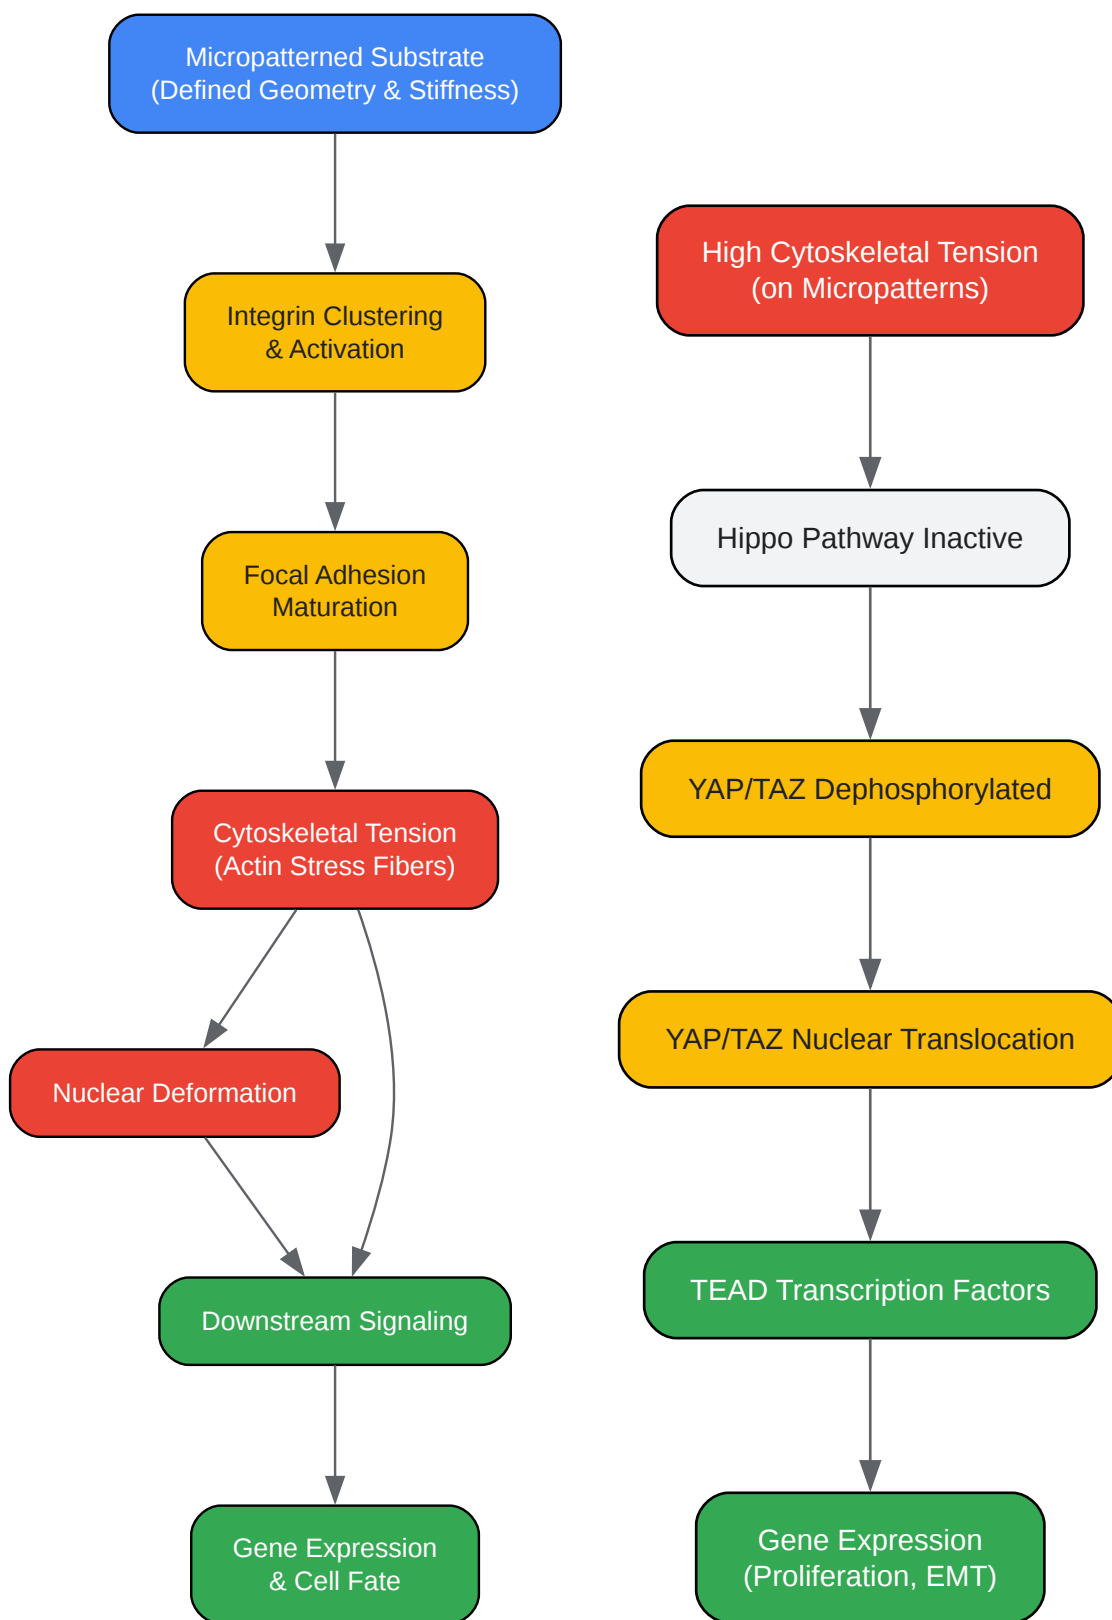 Micropatterned Substrate
(Defined Geometry & Stiffness)
Integrin Clustering
& Activation
Focal Adhesion
Maturation
Cytoskeletal Tension
(Actin Stress Fibers)
Nuclear Deformation
Downstream Signaling
Gene Expression
& Cell Fate
High Cytoskeletal Tension
(on Micropatterns)
Hippo Pathway Inactive
YAP/TAZ Dephosphorylated
YAP/TAZ Nuclear Translocation
TEAD Transcription Factors
Gene Expression
(Proliferation, EMT)